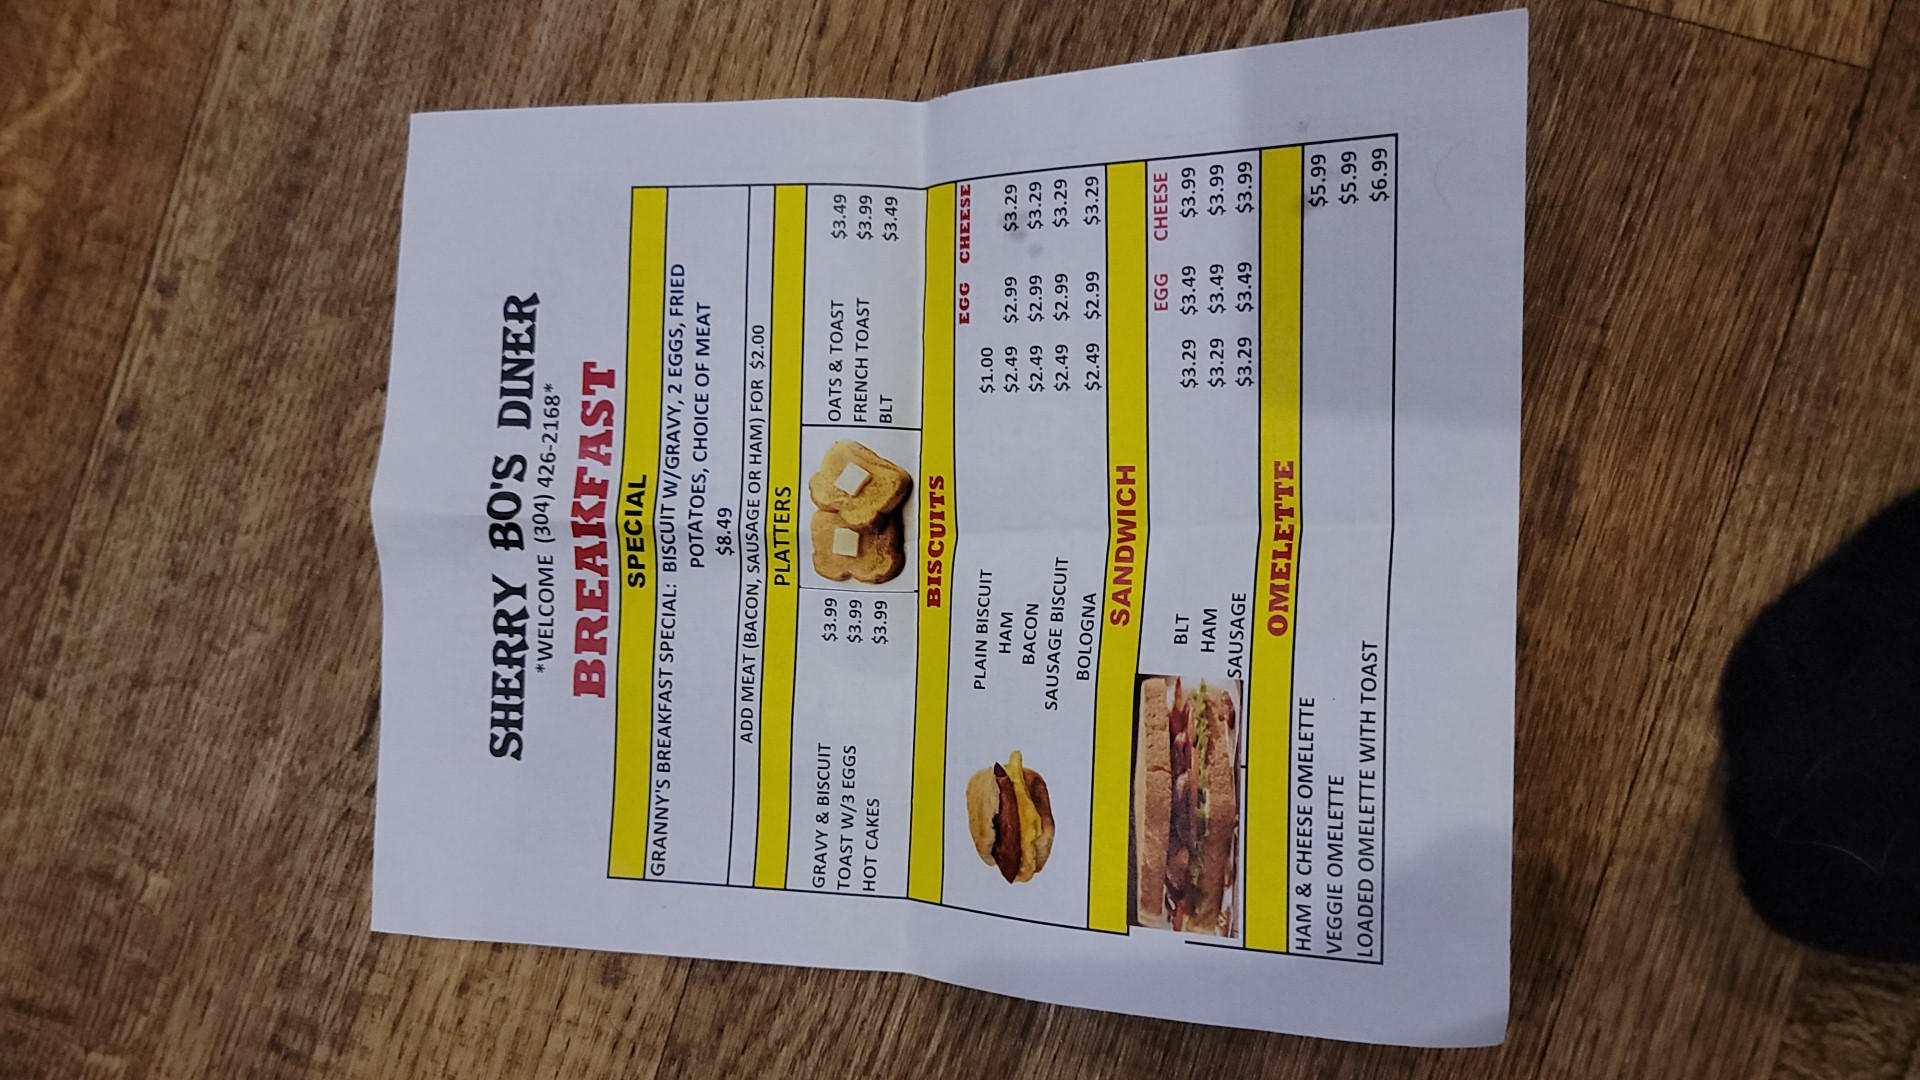 SHERRY BO'S DINER
*WELCOME (304) 426-2168*
BREAKFAST
SPECIAL
GRANNY'S BREAKFAST SPECIAL: BISCUIT W/GRAVY, 2 EGGS, FRIED
POTATOES, CHOICE OF MEAT
$8.49
ADD MEAT (BACON, SAUSAGE OR HAM) FOR $2.00
PLATTERS
GRAVY & BISCUIT $3.99 OATS & TOAST $3.49
TOAST W/3 EGGS $3.99 FRENCH TOAST $3.99
HOT CAKES $3.99 BLT $3.49
BISCUITS
EGG CHEESE
PLAIN BISCUIT $1.00
HAM $2.49 $2.99 $3.29
BACON $2.49 $2.99 $3.29
SAUSAGE BISCUIT $2.49 $2.99 $3.29
BOLOGNA $2.49 $2.99 $3.29
SANDWICH
EGG CHEESE
BLT $3.29 $3.49 $3.99
HAM $3.29 $3.49 $3.99
SAUSAGE $3.29 $3.49 $3.99
OMELETTE
HAM & CHEESE OMELETTE $5.99
VEGGIE OMELETTE $5.99
LOADED OMELETTE WITH TOAST $6.99